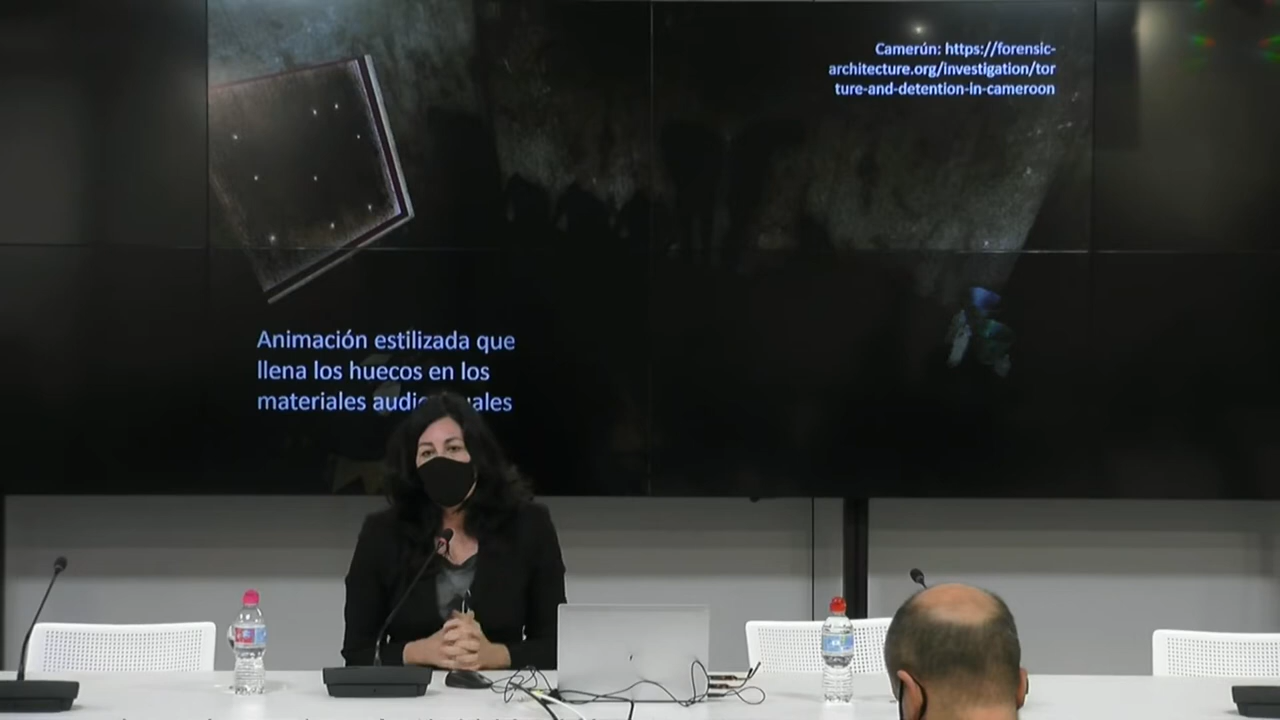 Camerún: https://forensic-
architecture.org/investigation/tor
ture-and-detention-in-cameroon
Animación estilizada que
llena los huecos en los
materiales